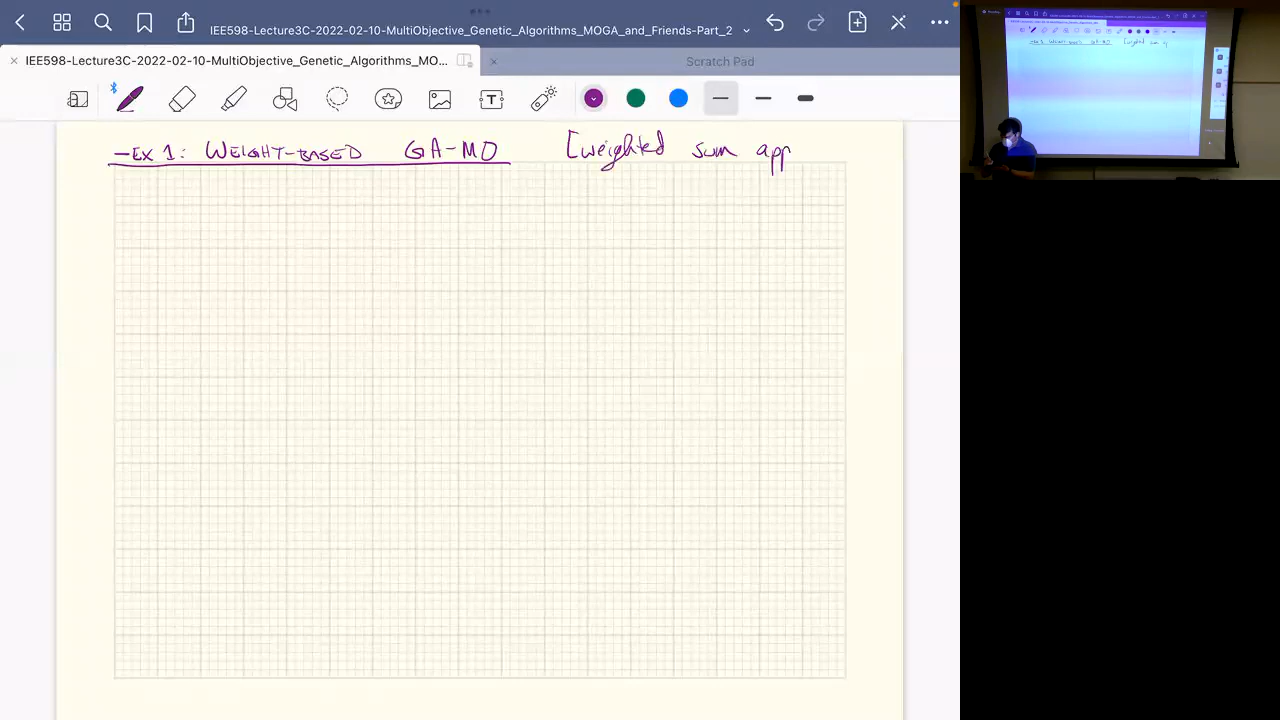 IEE598-Lecture3C-2022-02-10-MultiObjective_Genetic_Algorithms_MOGA_and_Friends-Part_2
IEE598-Lecture3C-2022-02-10-MultiObjective_Genetic_Algorithms_MO...
Scratch Pad
T
-EX 1: WEIGHT-BASED GA-MO [weighted sum app